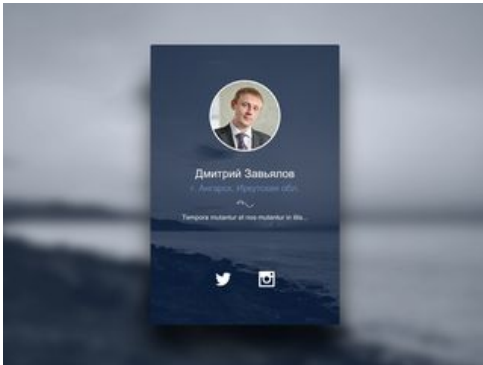 Дмитрий Завьялов
г. Ангарск, Иркутская обл.
Tempora mutantur et nos mutantur in illis...